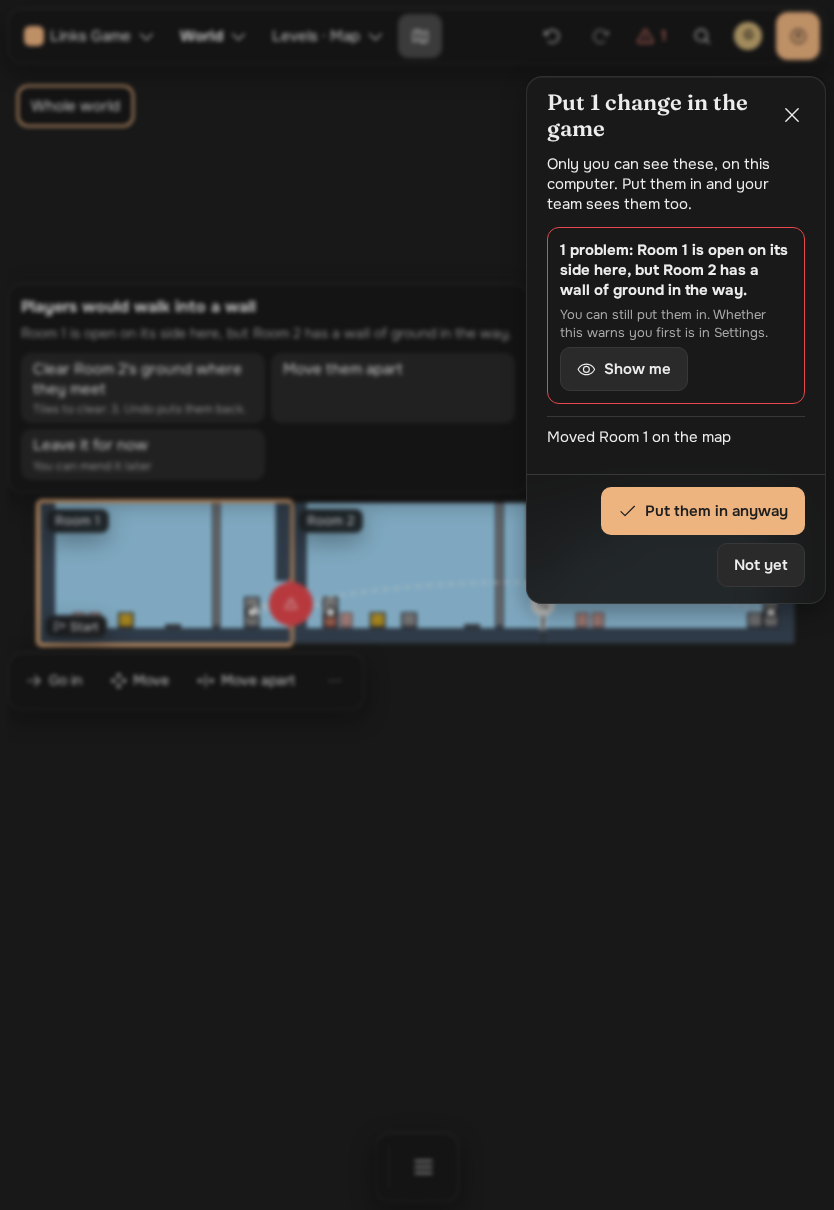 Links Game
World
Levels · Map
1
Whole world
Put 1 change in the
game
Only you can see these, on this
computer. Put them in and your
team sees them too.
1 problem: Room 1 is open on its
side here, but Room 2 has a
wall of ground in the way.
You can still put them in. Whether
this warns you first is in Settings.
Show me
Moved Room 1 on the map
Put them in anyway
Not yet
Players would walk into a wall
Room 1 is open on its side here, but Room 2 has a wall of ground in the way.
Clear Room 2's ground where
they meet
Tiles to clear: 3. Undo puts them back.
Move them apart
Leave it for now
You can mend it later
Room 1
Room 2
Start
Go in
Move
Move apart